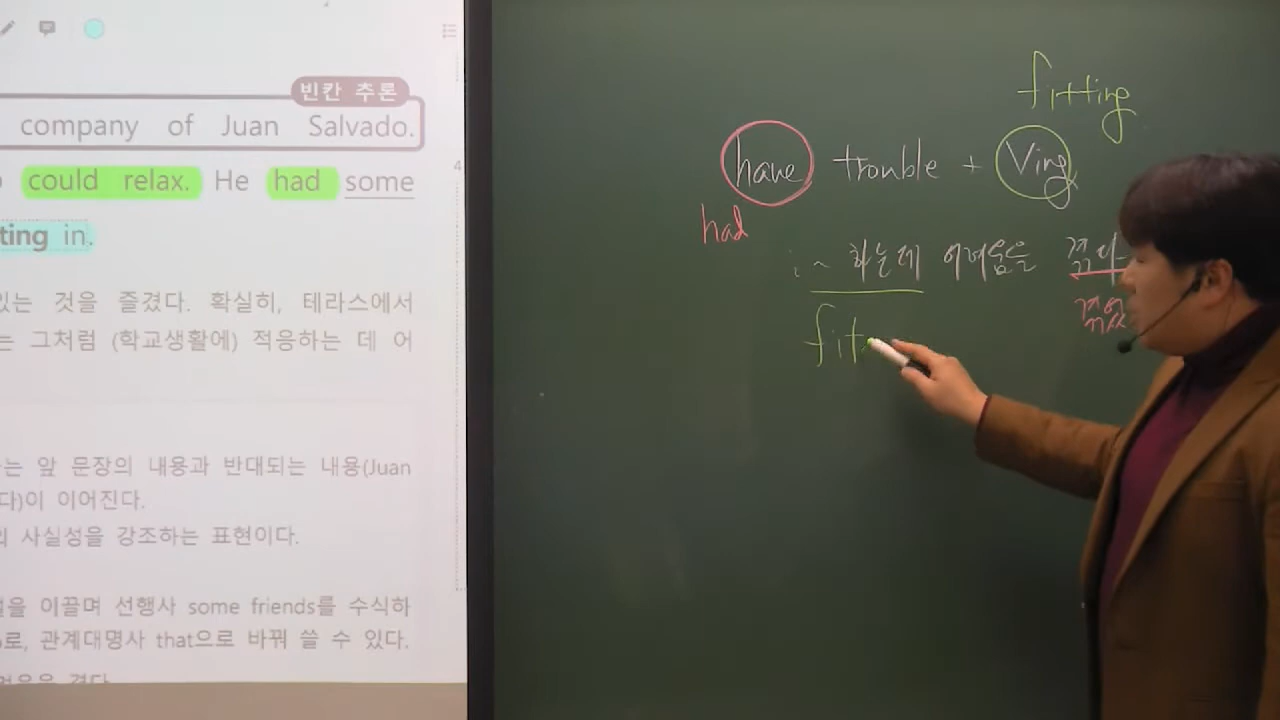 빈칸 추론
company of Juan Salvado.
could relax. He had some
ting in.
있는 것을 즐겼다. 확실히, 테라스에서
는 그처럼 (학교생활에) 적응하는 데 어
는 앞 문장의 내용과 반대되는 내용(Juan
다)이 이어진다.
의 사실성을 강조하는 표현이다.
절을 이끌며 선행사 some friends를 수식하
로, 관계대명사 that으로 바꿔 쓸 수 있다.
4
fitting
have trouble + Ving
had
: ~ 하는데 어려움을 겪다
겪었
fit